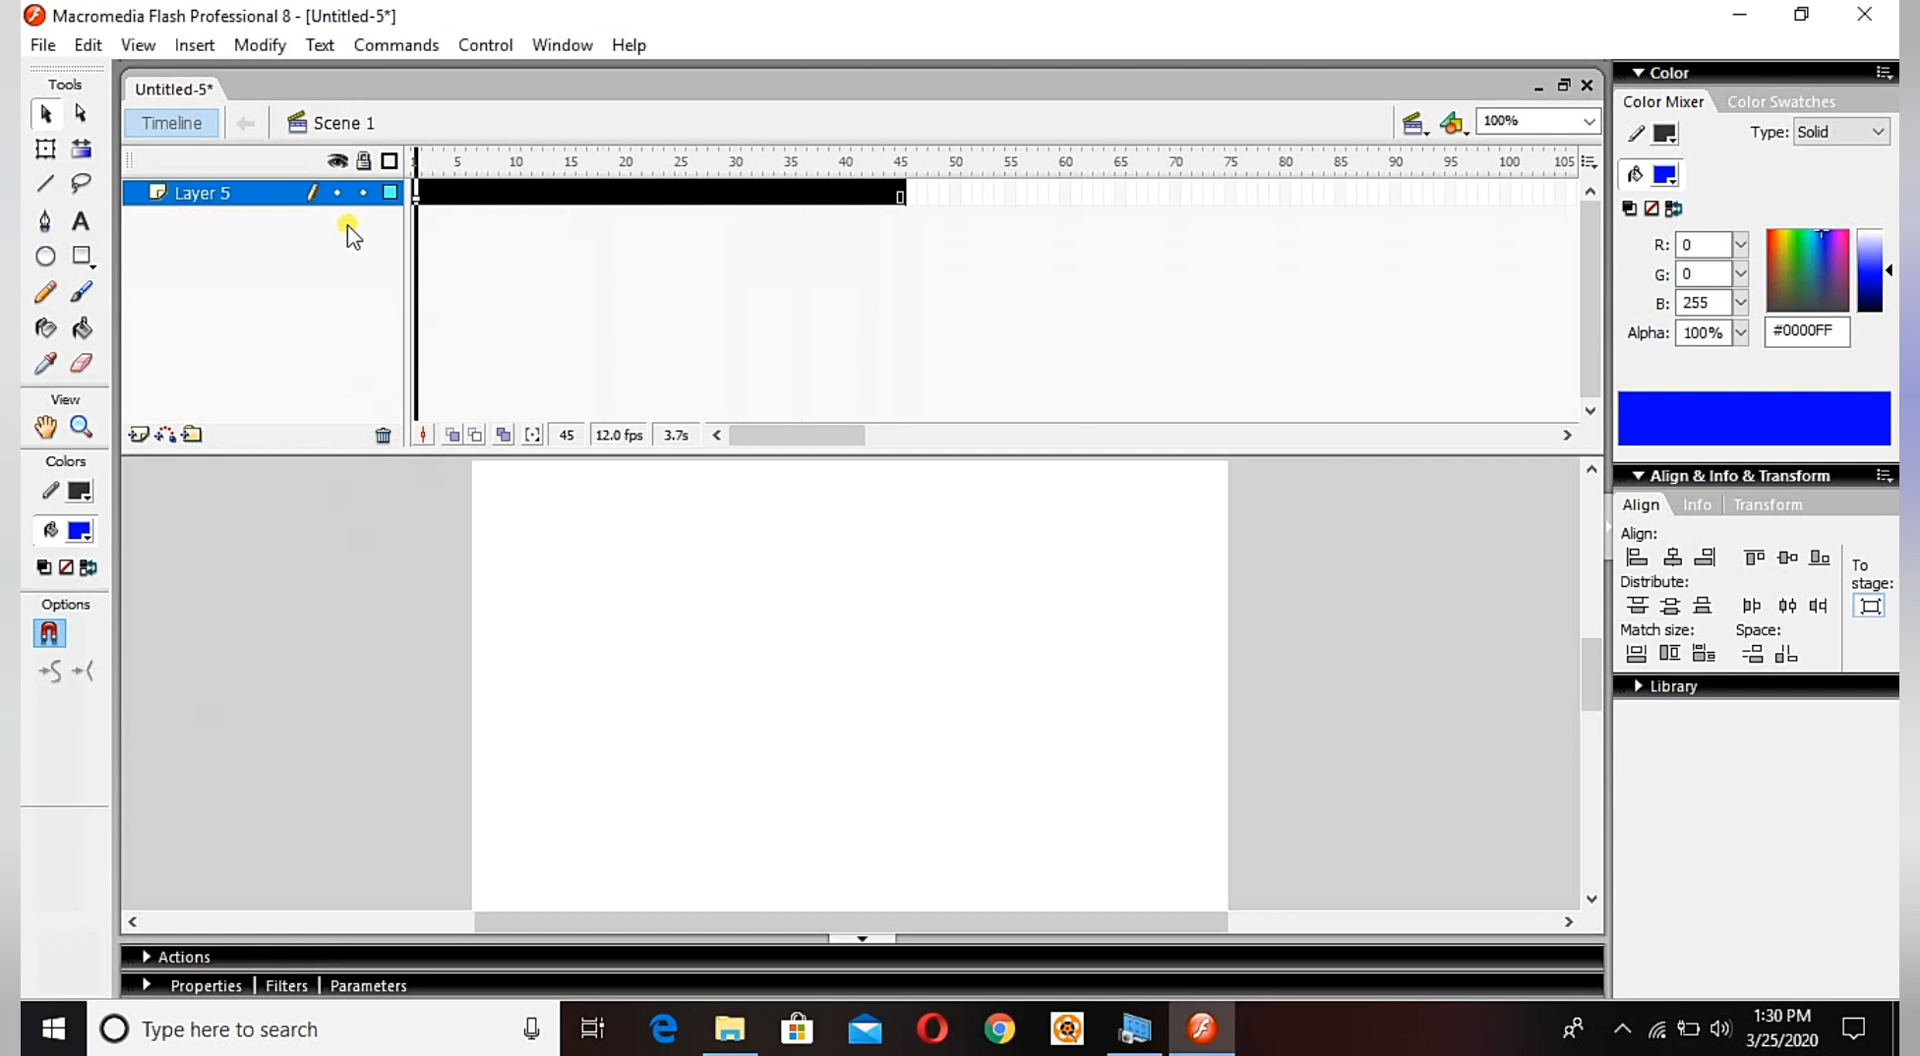 Macromedia Flash Professional 8 - [Untitled-5*]
File Edit View Insert Modify Text Commands Control Window Help
Tools
Untitled-5*
Timeline Scene 1 100%
5 10 15 20 25 30 35 40 45 50 55 60 65 70 75 80 85 90 95 100 105
Layer 5
45 12.0 fps 3.7s
View
Colors
Options
Color
Color Mixer Color Swatches
Type: Solid
R: 0
G: 0
B: 255
Alpha: 100% #0000FF
Align & Info & Transform
Align Info Transform
Align:
To
stage:
Distribute:
Match size: Space:
Library
Actions
Properties Filters Parameters
Type here to search
1:30 PM
3/25/2020